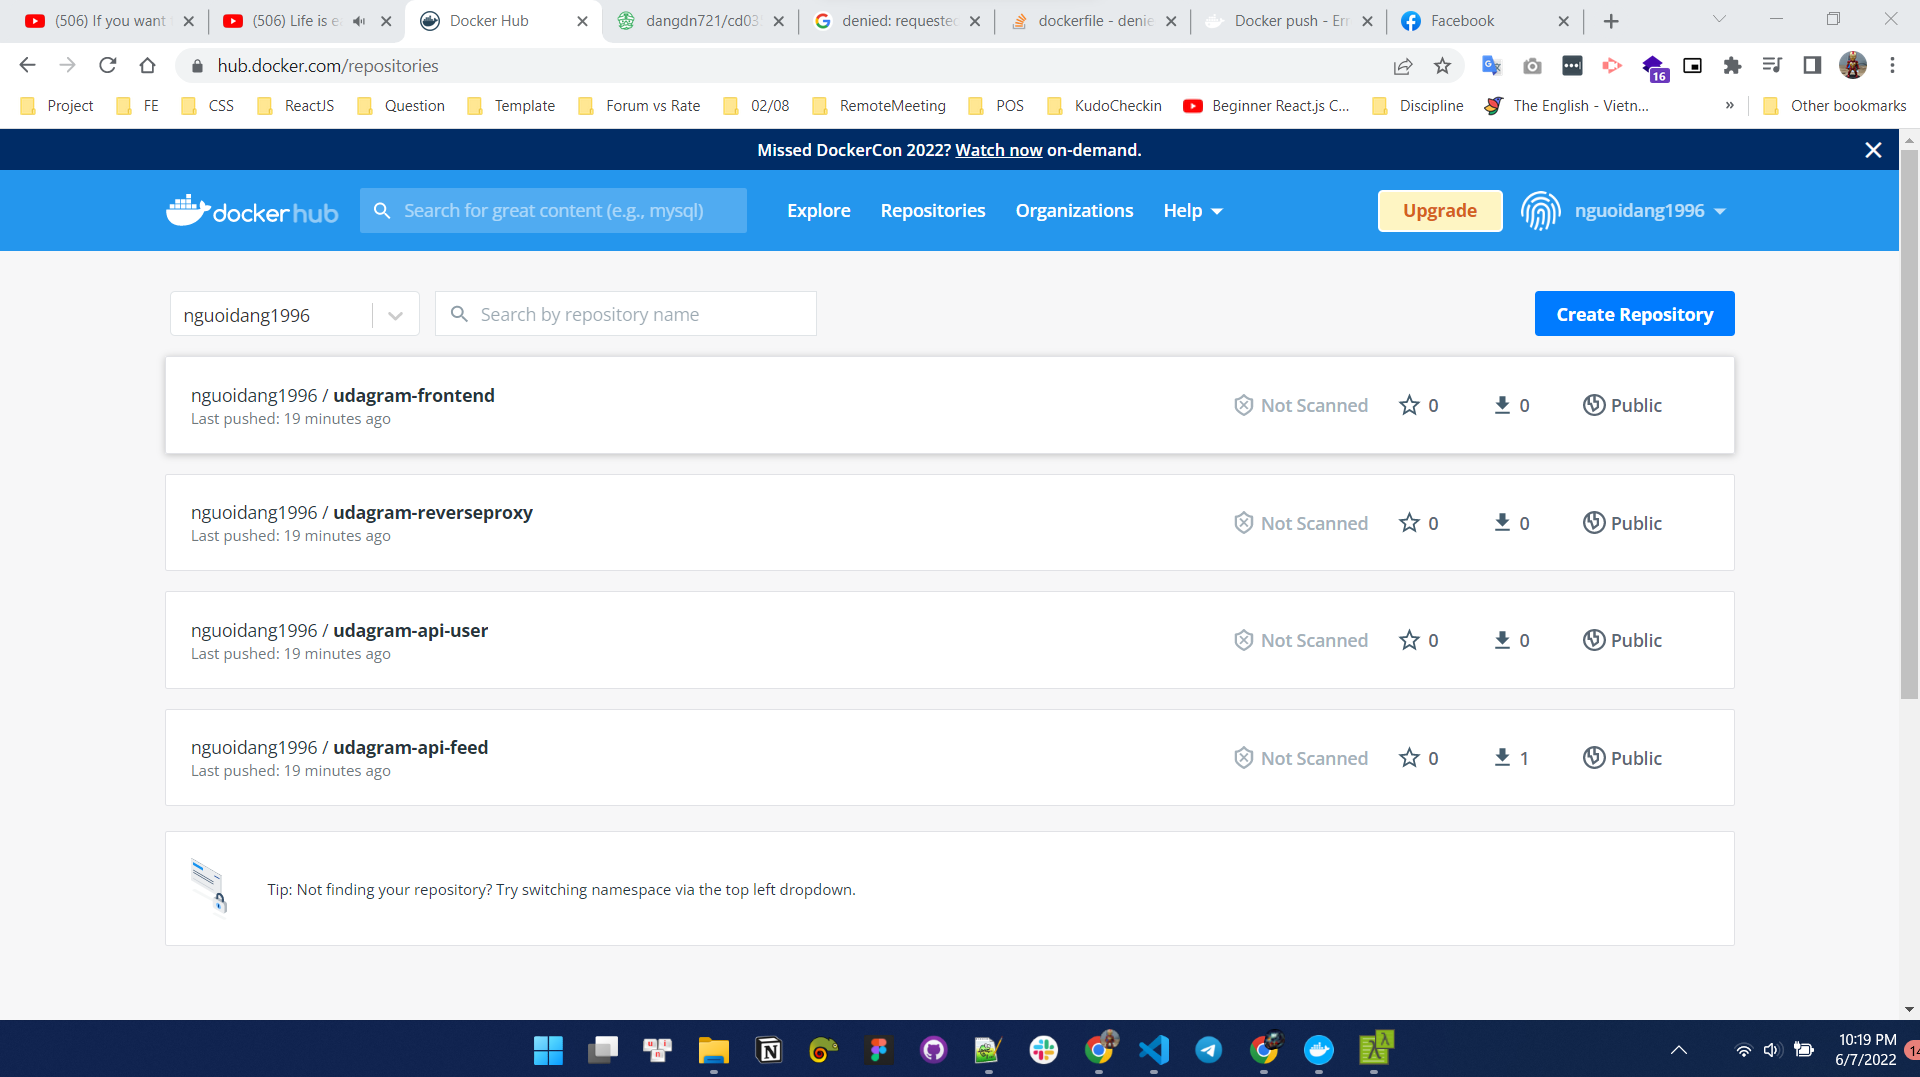 (506) If you want
(506) Life is e
Docker Hub
dangdn721/cd03
denied: requested
dockerfile - denie
Docker push - Err
Facebook
hub.docker.com/repositories
16
Project
FE
CSS
ReactJS
Question
Template
Forum vs Rate
02/08
RemoteMeeting
POS
KudoCheckin
Beginner React.js C...
Discipline
The English - Vietn...
»
Other bookmarks
Missed DockerCon 2022? Watch now on-demand.
docker hub
Search for great content (e.g., mysql)
Explore
Repositories
Organizations
Help
Upgrade
nguoidang1996
nguoidang1996
Search by repository name
Create Repository
nguoidang1996 / udagram-frontend
Last pushed: 19 minutes ago
Not Scanned
0
0
Public
nguoidang1996 / udagram-reverseproxy
Last pushed: 19 minutes ago
Not Scanned
0
0
Public
nguoidang1996 / udagram-api-user
Last pushed: 19 minutes ago
Not Scanned
0
0
Public
nguoidang1996 / udagram-api-feed
Last pushed: 19 minutes ago
Not Scanned
0
1
Public
Tip: Not finding your repository? Try switching namespace via the top left dropdown.
10:19 PM
6/7/2022
14